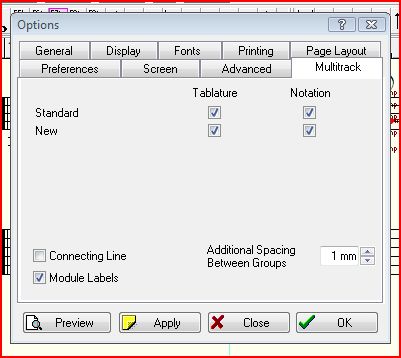 Options
General Display Fonts Printing Page Layout
Preferences Screen Advanced Multitrack
Tablature Notation
Standard
New
Connecting Line
Additional Spacing
Between Groups
1 mm
Module Labels
Preview Apply Close OK